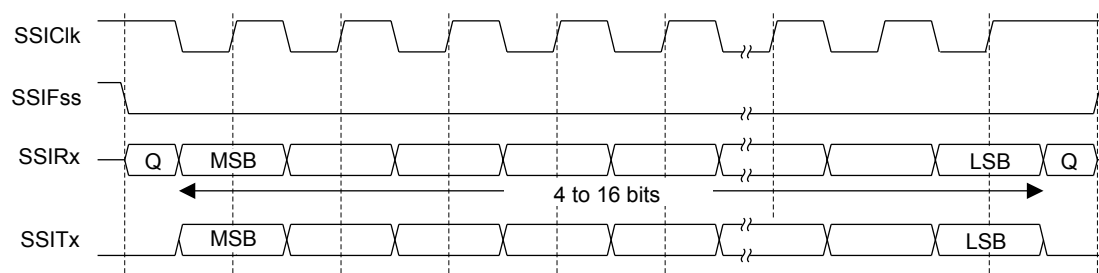 SSIClk
SSIFss
SSIRx Q MSB LSB Q
4 to 16 bits
SSITx MSB LSB